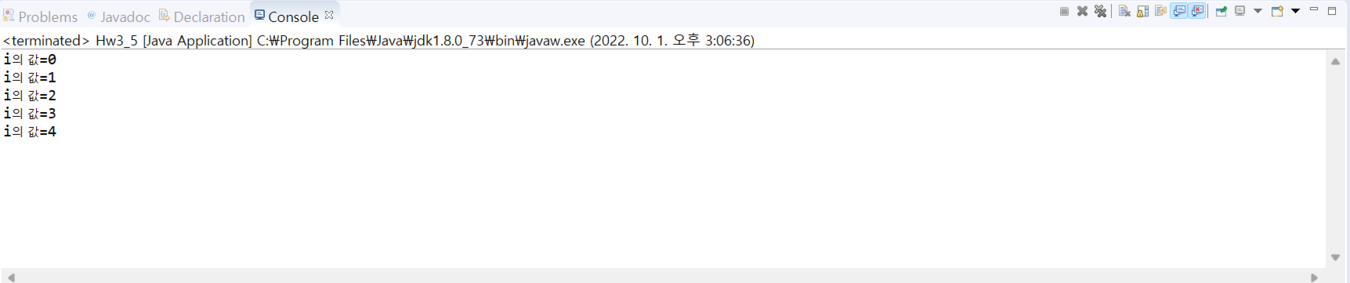 Problems @ Javadoc Declaration Console
<terminated> Hw3_5 [Java Application] C:₩Program Files₩Java₩jdk1.8.0_73₩bin₩javaw.exe (2022. 10. 1. 오후 3:06:36)
i의 값=0
i의 값=1
i의 값=2
i의 값=3
i의 값=4